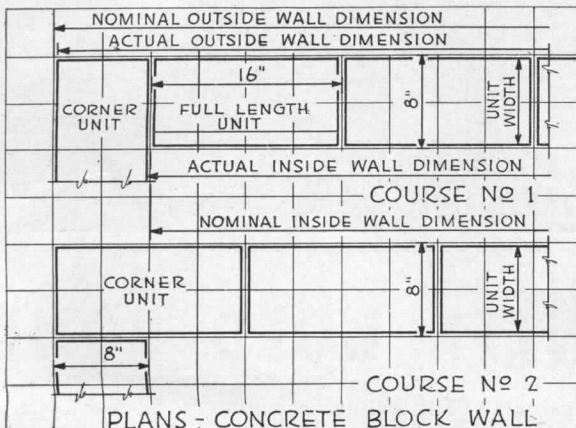 NOMINAL OUTSIDE WALL DIMENSION
ACTUAL OUTSIDE WALL DIMENSION
16"
CORNER
UNIT
FULL LENGTH
UNIT
8"
UNIT
WIDTH
ACTUAL INSIDE WALL DIMENSION
COURSE Nº 1
NOMINAL INSIDE WALL DIMENSION
CORNER
UNIT
8"
UNIT
WIDTH
8"
COURSE Nº 2
PLANS - CONCRETE BLOCK WALL